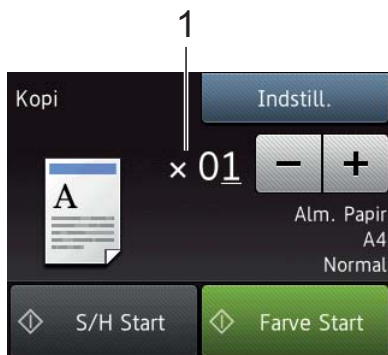 1
Kopi
Indstill.
× 01
− +
A
Alm. Papir
A4
Normal
S/H Start
Farve Start